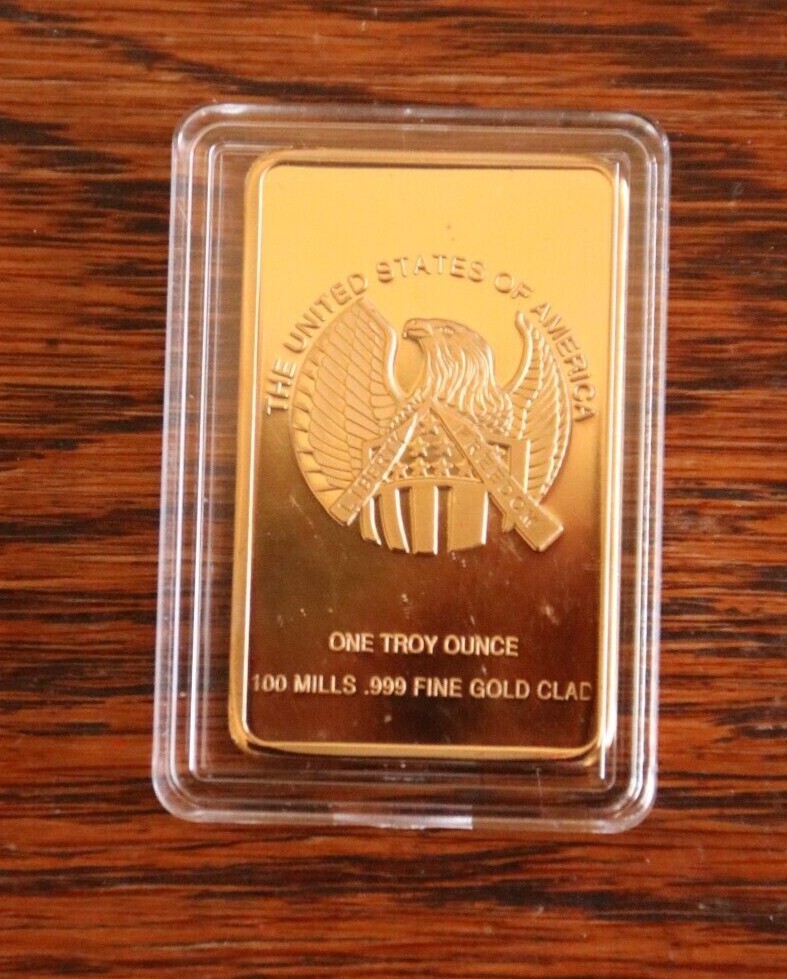 THE UNITED STATES OF AMERICA
LIBERTY
FREEDOM
ONE TROY OUNCE
100 MILLS .999 FINE GOLD CLAD